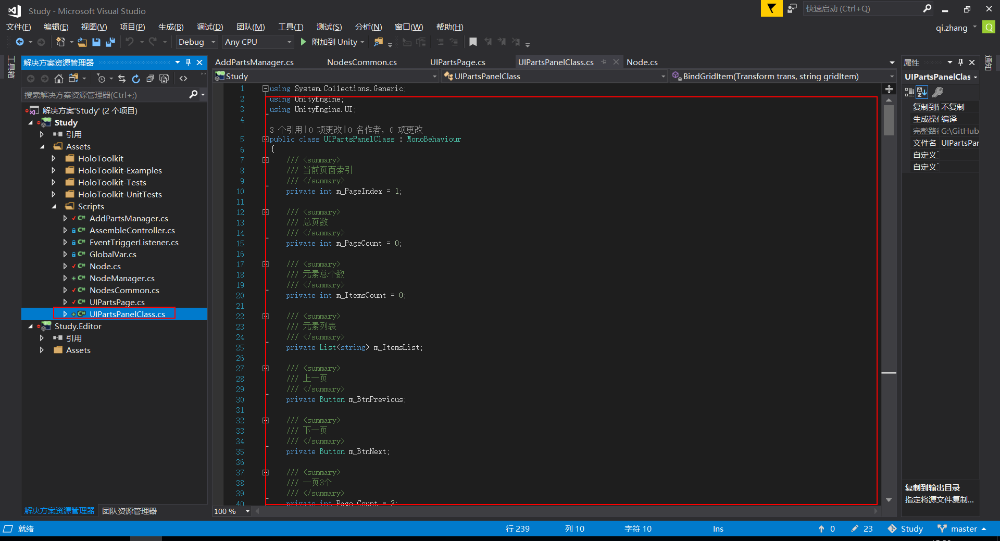 Study - Microsoft Visual Studio
快速启动 (Ctrl+Q)
文件(F) 编辑(E) 视图(V) 项目(P) 生成(B) 调试(D) 团队(M) 工具(T) 测试(S) 分析(N) 窗口(W) 帮助(H)
qi.zhang Q
Debug Any CPU 附加到 Unity
工具箱
解决方案资源管理器
搜索解决方案资源管理器(Ctrl+;)
解决方案'Study' (2 个项目)
Study
引用
Assets
HoloToolkit
HoloToolkit-Examples
HoloToolkit-Tests
HoloToolkit-UnitTests
Scripts
C# AddPartsManager.cs
C# AssembleController.cs
C# EventTriggerListener.cs
C# GlobalVar.cs
C# Node.cs
C# NodeManager.cs
C# NodesCommon.cs
C# UIPartsPage.cs
C# UIPartsPanelClass.cs
Study.Editor
引用
Assets
解决方案资源管理器 团队资源管理器
AddPartsManager.cs NodesCommon.cs UIPartsPage.cs UIPartsPanelClass.cs Node.cs
Study UIPartsPanelClass BindGridItem(Transform trans, string gridItem)
1 using System.Collections.Generic;
2 using UnityEngine;
3 using UnityEngine.UI;
4
3 个引用|0 项更改|0 名作者, 0 项更改
5 public class UIPartsPanelClass : MonoBehaviour
6 {
7 /// <summary>
8 /// 当前页面索引
9 /// </summary>
10 private int m_PageIndex = 1;
11
12 /// <summary>
13 /// 总页数
14 /// </summary>
15 private int m_PageCount = 0;
16
17 /// <summary>
18 /// 元素总个数
19 /// </summary>
20 private int m_ItemsCount = 0;
21
22 /// <summary>
23 /// 元素列表
24 /// </summary>
25 private List<string> m_ItemsList;
26
27 /// <summary>
28 /// 上一页
29 /// </summary>
30 private Button m_BtnPrevious;
31
32 /// <summary>
33 /// 下一页
34 /// </summary>
35 private Button m_BtnNext;
36
37 /// <summary>
38 /// 一页3个
39 /// </summary>
40 private int Page_Count = 3;
100 %
属性
UIPartsPanelClas
复制到 不复制
生成操 编译
完整路 G:\GitHub
文件名 UIPartsPar
自定义
自定义
复制到输出目录
指定将源文件复制...
通知
就绪 行 239 列 10 字符 10 Ins 0 23 Study master